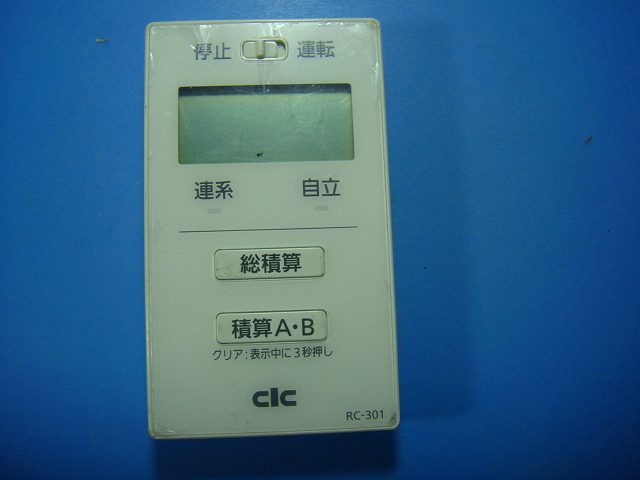 停止 運転
連系 自立
総積算
積算A・B
クリア:表示中に3秒押し
CIC
RC-301